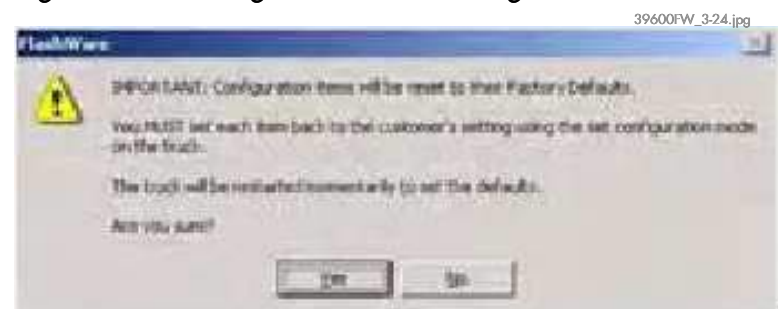 39600FW_3-24.jpg
FlashWare
IMPORTANT: Configuration items will be reset to their Factory Defaults.
You MUST set each item back to the customer's setting using the set configuration mode
on the truck.
The truck will be restarted momentarily to set the defaults.
Are you sure?
Yes No